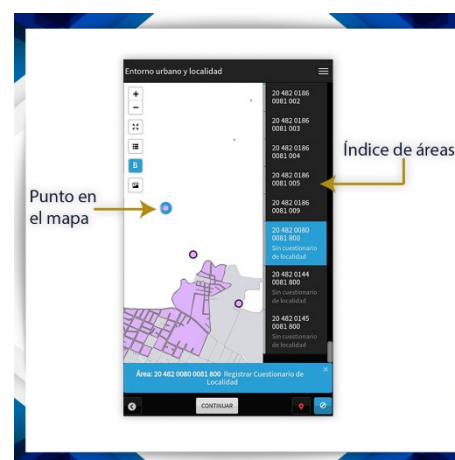 Entorno urbano y localidad
+
−
B
20 482 0186
0081 002
20 482 0186
0081 003
20 482 0186
0081 004
20 482 0186
0081 005
20 482 0186
0081 009
20 482 0080
0081 800
Sin cuestionario
de localidad
20 482 0144
0081 800
Sin cuestionario
de localidad
20 482 0145
0081 800
Sin cuestionario
de localidad
Índice de áreas
Punto en
el mapa
Área: 20 482 0080 0081 800 Registrar Cuestionario de
Localidad
×
CONTINUAR